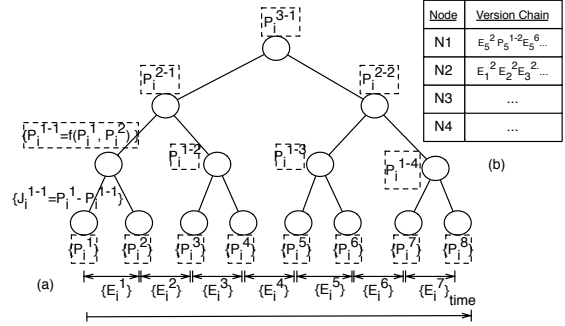 P_i^{3-1}
P_i^{2-1}
P_i^{2-2}
{P_i^{1-1}=f(P_i^1, P_i^2) }
P_i^{1-2}
P_i^{1-3}
P_i^{1-4}
{J_i^{1-1}=P_i^1- P_i^{1-1}}
{P_i^1} {P_i^2} {P_i^3} {P_i^4} {P_i^5} {P_i^6} {P_i^7} {P_i^8}
(a) {E_i^1} {E_i^2} {E_i^3} {E_i^4} {E_i^5} {E_i^6} {E_i^7}
time
Node Version Chain
N1 E_5^2 P_5^{1-2}E_5^6...
N2 E_1^2 E_2^2E_3^2...
N3 ...
N4 ...
(b)